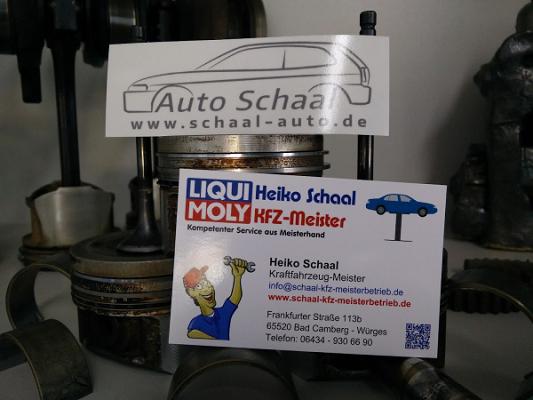 Auto Schaal
www.schaal-auto.de
LIQUI
MOLY
Heiko Schaal
KFZ-Meister
Kompetenter Service aus Meisterhand
Heiko Schaal
Kraftfahrzeug-Meister
info@schaal-kfz-meisterbetrieb.de
www.schaal-kfz-meisterbetrieb.de
Frankfurter Straße 113b
65520 Bad Camberg - Würges
Telefon: 06434 - 930 66 90